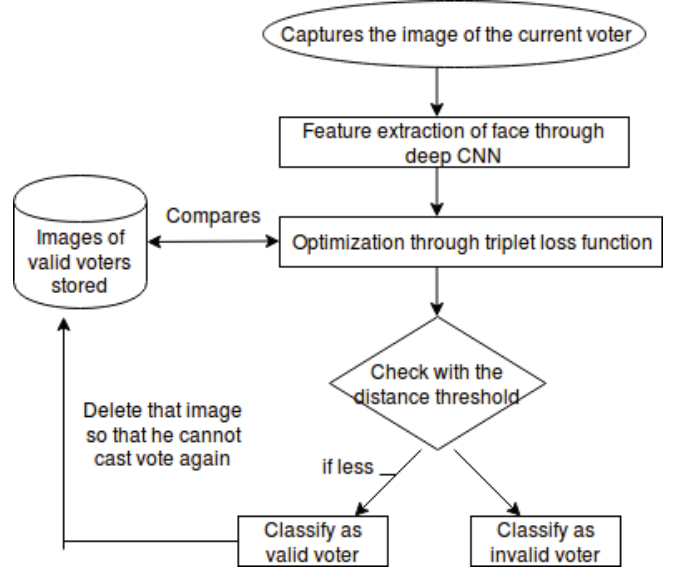 Captures the image of the current voter
Feature extraction of face through
deep CNN
Compares
Images of
valid voters
stored
Optimization through triplet loss function
Check with the
distance threshold
Delete that image
so that he cannot
cast vote again
if less
Classify as
valid voter
Classify as
invalid voter